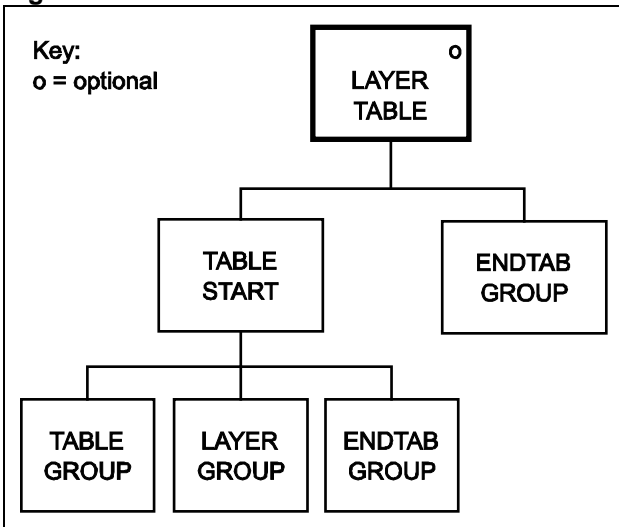 Key:
o = optional
o
LAYER
TABLE
TABLE
START
ENDTAB
GROUP
TABLE
GROUP
LAYER
GROUP
ENDTAB
GROUP